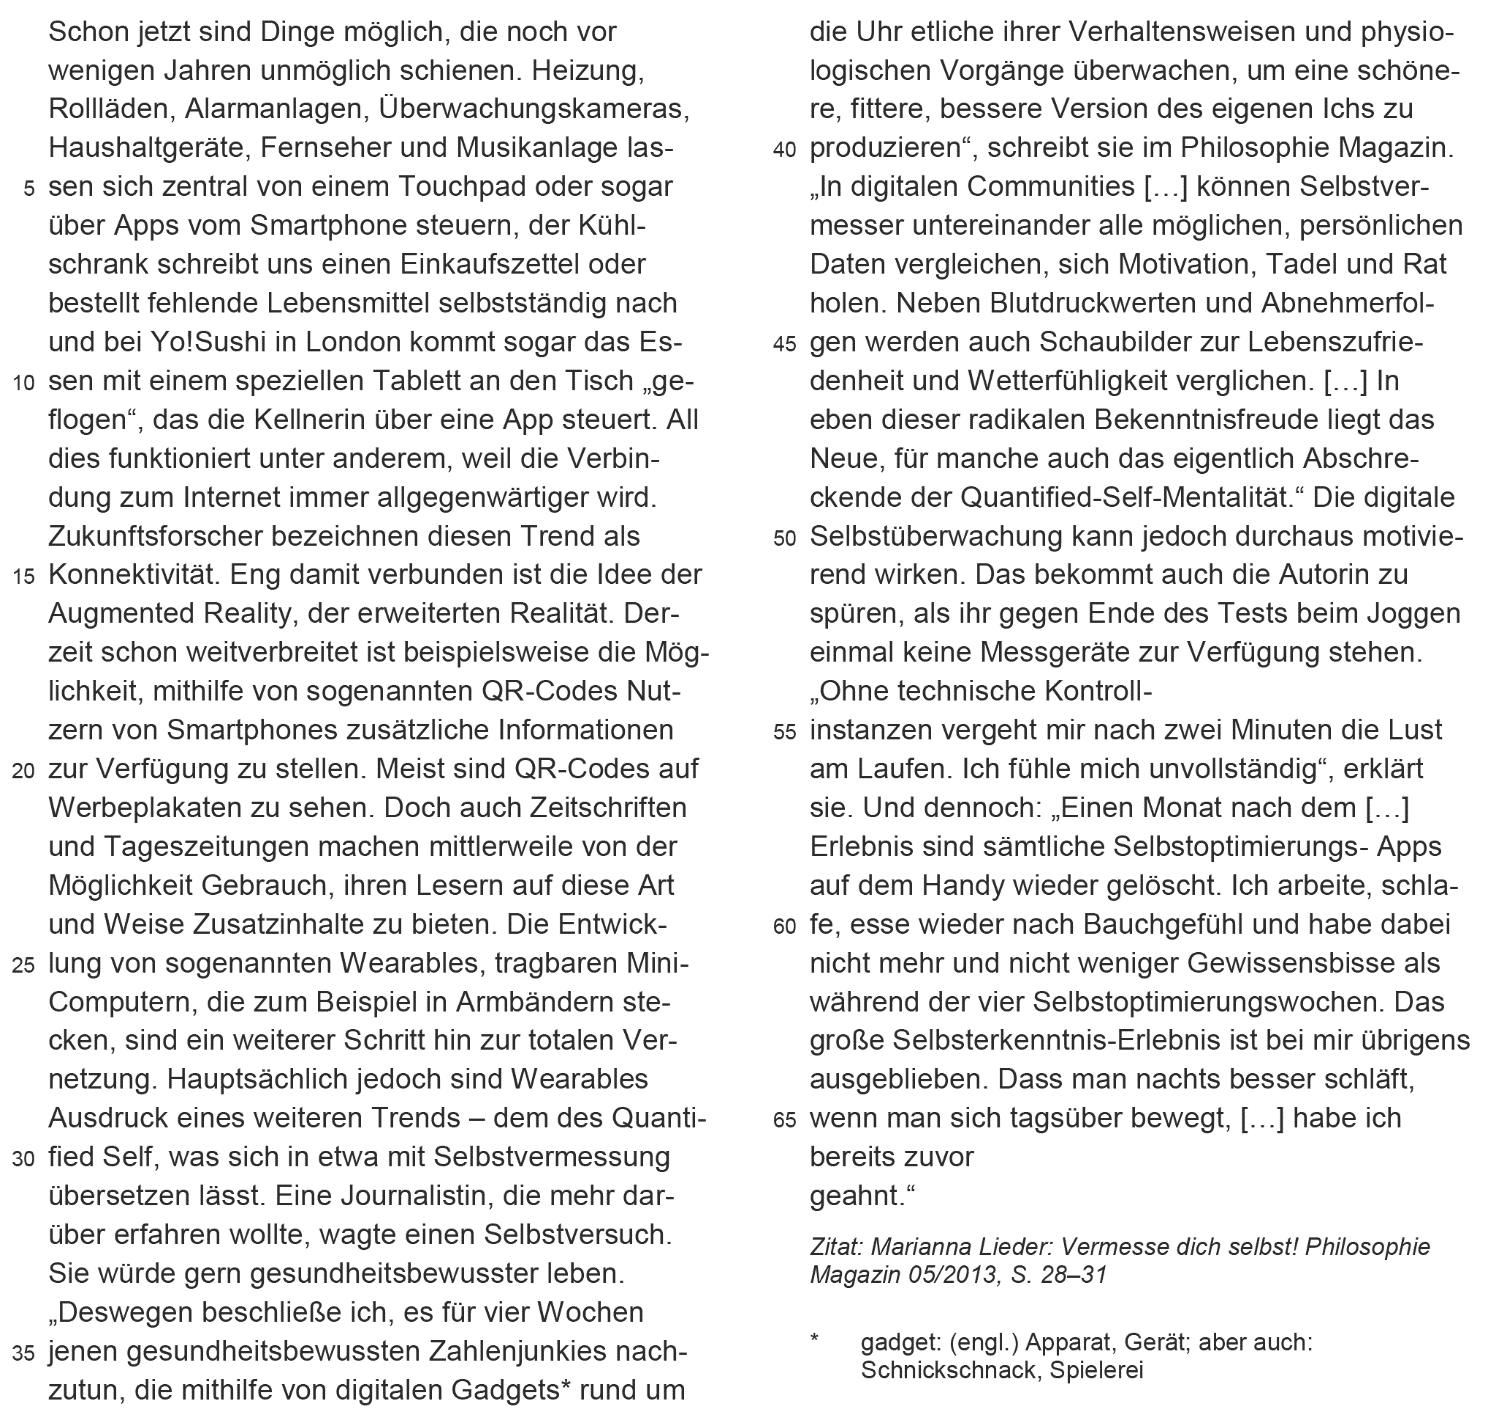 Schon jetzt sind Dinge möglich, die noch vor
wenigen Jahren unmöglich schienen. Heizung,
Rollläden, Alarmanlagen, Überwachungskameras,
Haushaltgeräte, Fernseher und Musikanlage las-
5 sen sich zentral von einem Touchpad oder sogar
über Apps vom Smartphone steuern, der Kühl-
schrank schreibt uns einen Einkaufszettel oder
bestellt fehlende Lebensmittel selbstständig nach
und bei Yo!Sushi in London kommt sogar das Es-
10 sen mit einem speziellen Tablett an den Tisch „ge-
flogen“, das die Kellnerin über eine App steuert. All
dies funktioniert unter anderem, weil die Verbin-
dung zum Internet immer allgegenwärtiger wird.
Zukunftsforscher bezeichnen diesen Trend als
15 Konnektivität. Eng damit verbunden ist die Idee der
Augmented Reality, der erweiterten Realität. Der-
zeit schon weitverbreitet ist beispielsweise die Mög-
lichkeit, mithilfe von sogenannten QR-Codes Nut-
zern von Smartphones zusätzliche Informationen
20 zur Verfügung zu stellen. Meist sind QR-Codes auf
Werbeplakaten zu sehen. Doch auch Zeitschriften
und Tageszeitungen machen mittlerweile von der
Möglichkeit Gebrauch, ihren Lesern auf diese Art
und Weise Zusatzinhalte zu bieten. Die Entwick-
25 lung von sogenannten Wearables, tragbaren Mini-
Computern, die zum Beispiel in Armbändern ste-
cken, sind ein weiterer Schritt hin zur totalen Ver-
netzung. Hauptsächlich jedoch sind Wearables
Ausdruck eines weiteren Trends – dem des Quanti-
30 fied Self, was sich in etwa mit Selbstvermessung
übersetzen lässt. Eine Journalistin, die mehr dar-
über erfahren wollte, wagte einen Selbstversuch.
Sie würde gern gesundheitsbewusster leben.
„Deswegen beschließe ich, es für vier Wochen
35 jenen gesundheitsbewussten Zahlenjunkies nach-
zutun, die mithilfe von digitalen Gadgets* rund um
die Uhr etliche ihrer Verhaltensweisen und physio-
logischen Vorgänge überwachen, um eine schöne-
re, fittere, bessere Version des eigenen Ichs zu
40 produzieren“, schreibt sie im Philosophie Magazin.
„In digitalen Communities […] können Selbstver-
messer untereinander alle möglichen, persönlichen
Daten vergleichen, sich Motivation, Tadel und Rat
holen. Neben Blutdruckwerten und Abnehmerfol-
45 gen werden auch Schaubilder zur Lebenszufrie-
denheit und Wetterfühligkeit verglichen. […] In
eben dieser radikalen Bekenntnisfreude liegt das
Neue, für manche auch das eigentlich Abschre-
ckende der Quantified-Self-Mentalität.“ Die digitale
50 Selbstüberwachung kann jedoch durchaus motivie-
rend wirken. Das bekommt auch die Autorin zu
spüren, als ihr gegen Ende des Tests beim Joggen
einmal keine Messgeräte zur Verfügung stehen.
„Ohne technische Kontroll-
55 instanzen vergeht mir nach zwei Minuten die Lust
am Laufen. Ich fühle mich unvollständig“, erklärt
sie. Und dennoch: „Einen Monat nach dem […]
Erlebnis sind sämtliche Selbstoptimierungs- Apps
auf dem Handy wieder gelöscht. Ich arbeite, schla-
60 fe, esse wieder nach Bauchgefühl und habe dabei
nicht mehr und nicht weniger Gewissensbisse als
während der vier Selbstoptimierungswochen. Das
große Selbsterkenntnis-Erlebnis ist bei mir übrigens
ausgeblieben. Dass man nachts besser schläft,
65 wenn man sich tagsüber bewegt, […] habe ich
bereits zuvor
geahnt.“
Zitat: Marianna Lieder: Vermesse dich selbst! Philosophie
Magazin 05/2013, S. 28–31
* gadget: (engl.) Apparat, Gerät; aber auch:
Schnickschnack, Spielerei